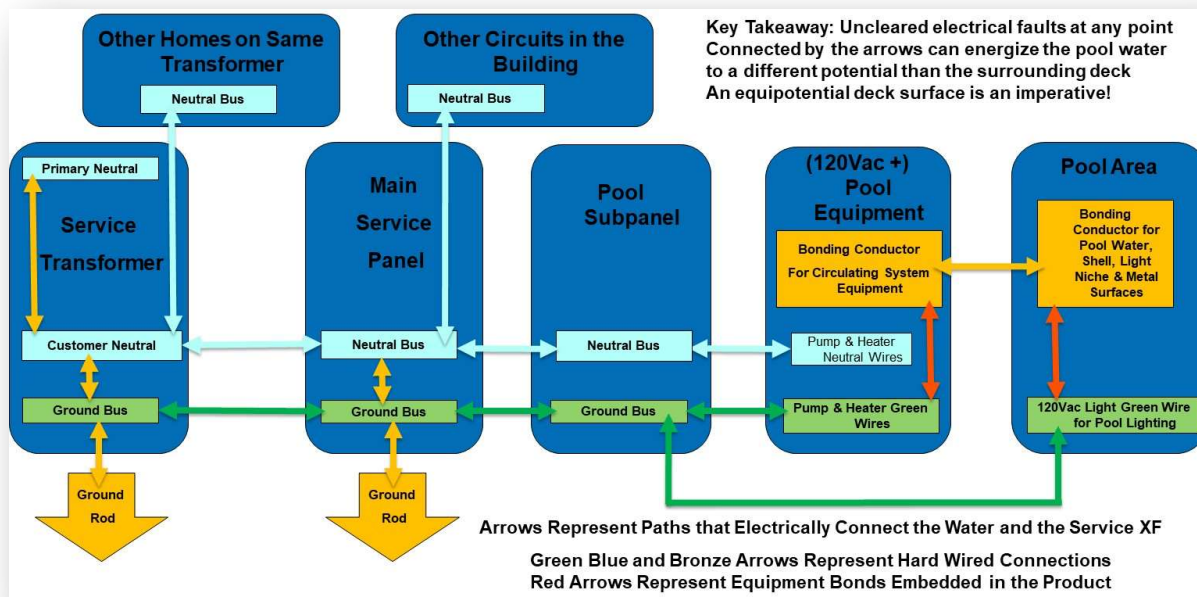 Other Homes on Same
Transformer
Neutral Bus
Other Circuits in the
Building
Neutral Bus
Key Takeaway: Uncleared electrical faults at any point
Connected by the arrows can energize the pool water
to a different potential than the surrounding deck
An equipotential deck surface is an imperative!
Primary Neutral
Service
Transformer
Customer Neutral
Ground Bus
Ground
Rod
Main
Service
Panel
Neutral Bus
Ground Bus
Ground
Rod
Pool
Subpanel
Neutral Bus
Ground Bus
(120Vac +)
Pool
Equipment
Bonding Conductor
For Circulating System
Equipment
Pump & Heater
Neutral Wires
Pump & Heater Green
Wires
Pool Area
Bonding
Conductor for
Pool Water,
Shell, Light
Niche & Metal
Surfaces
120Vac Light Green Wire
for Pool Lighting
Arrows Represent Paths that Electrically Connect the Water and the Service XF
Green Blue and Bronze Arrows Represent Hard Wired Connections
Red Arrows Represent Equipment Bonds Embedded in the Product